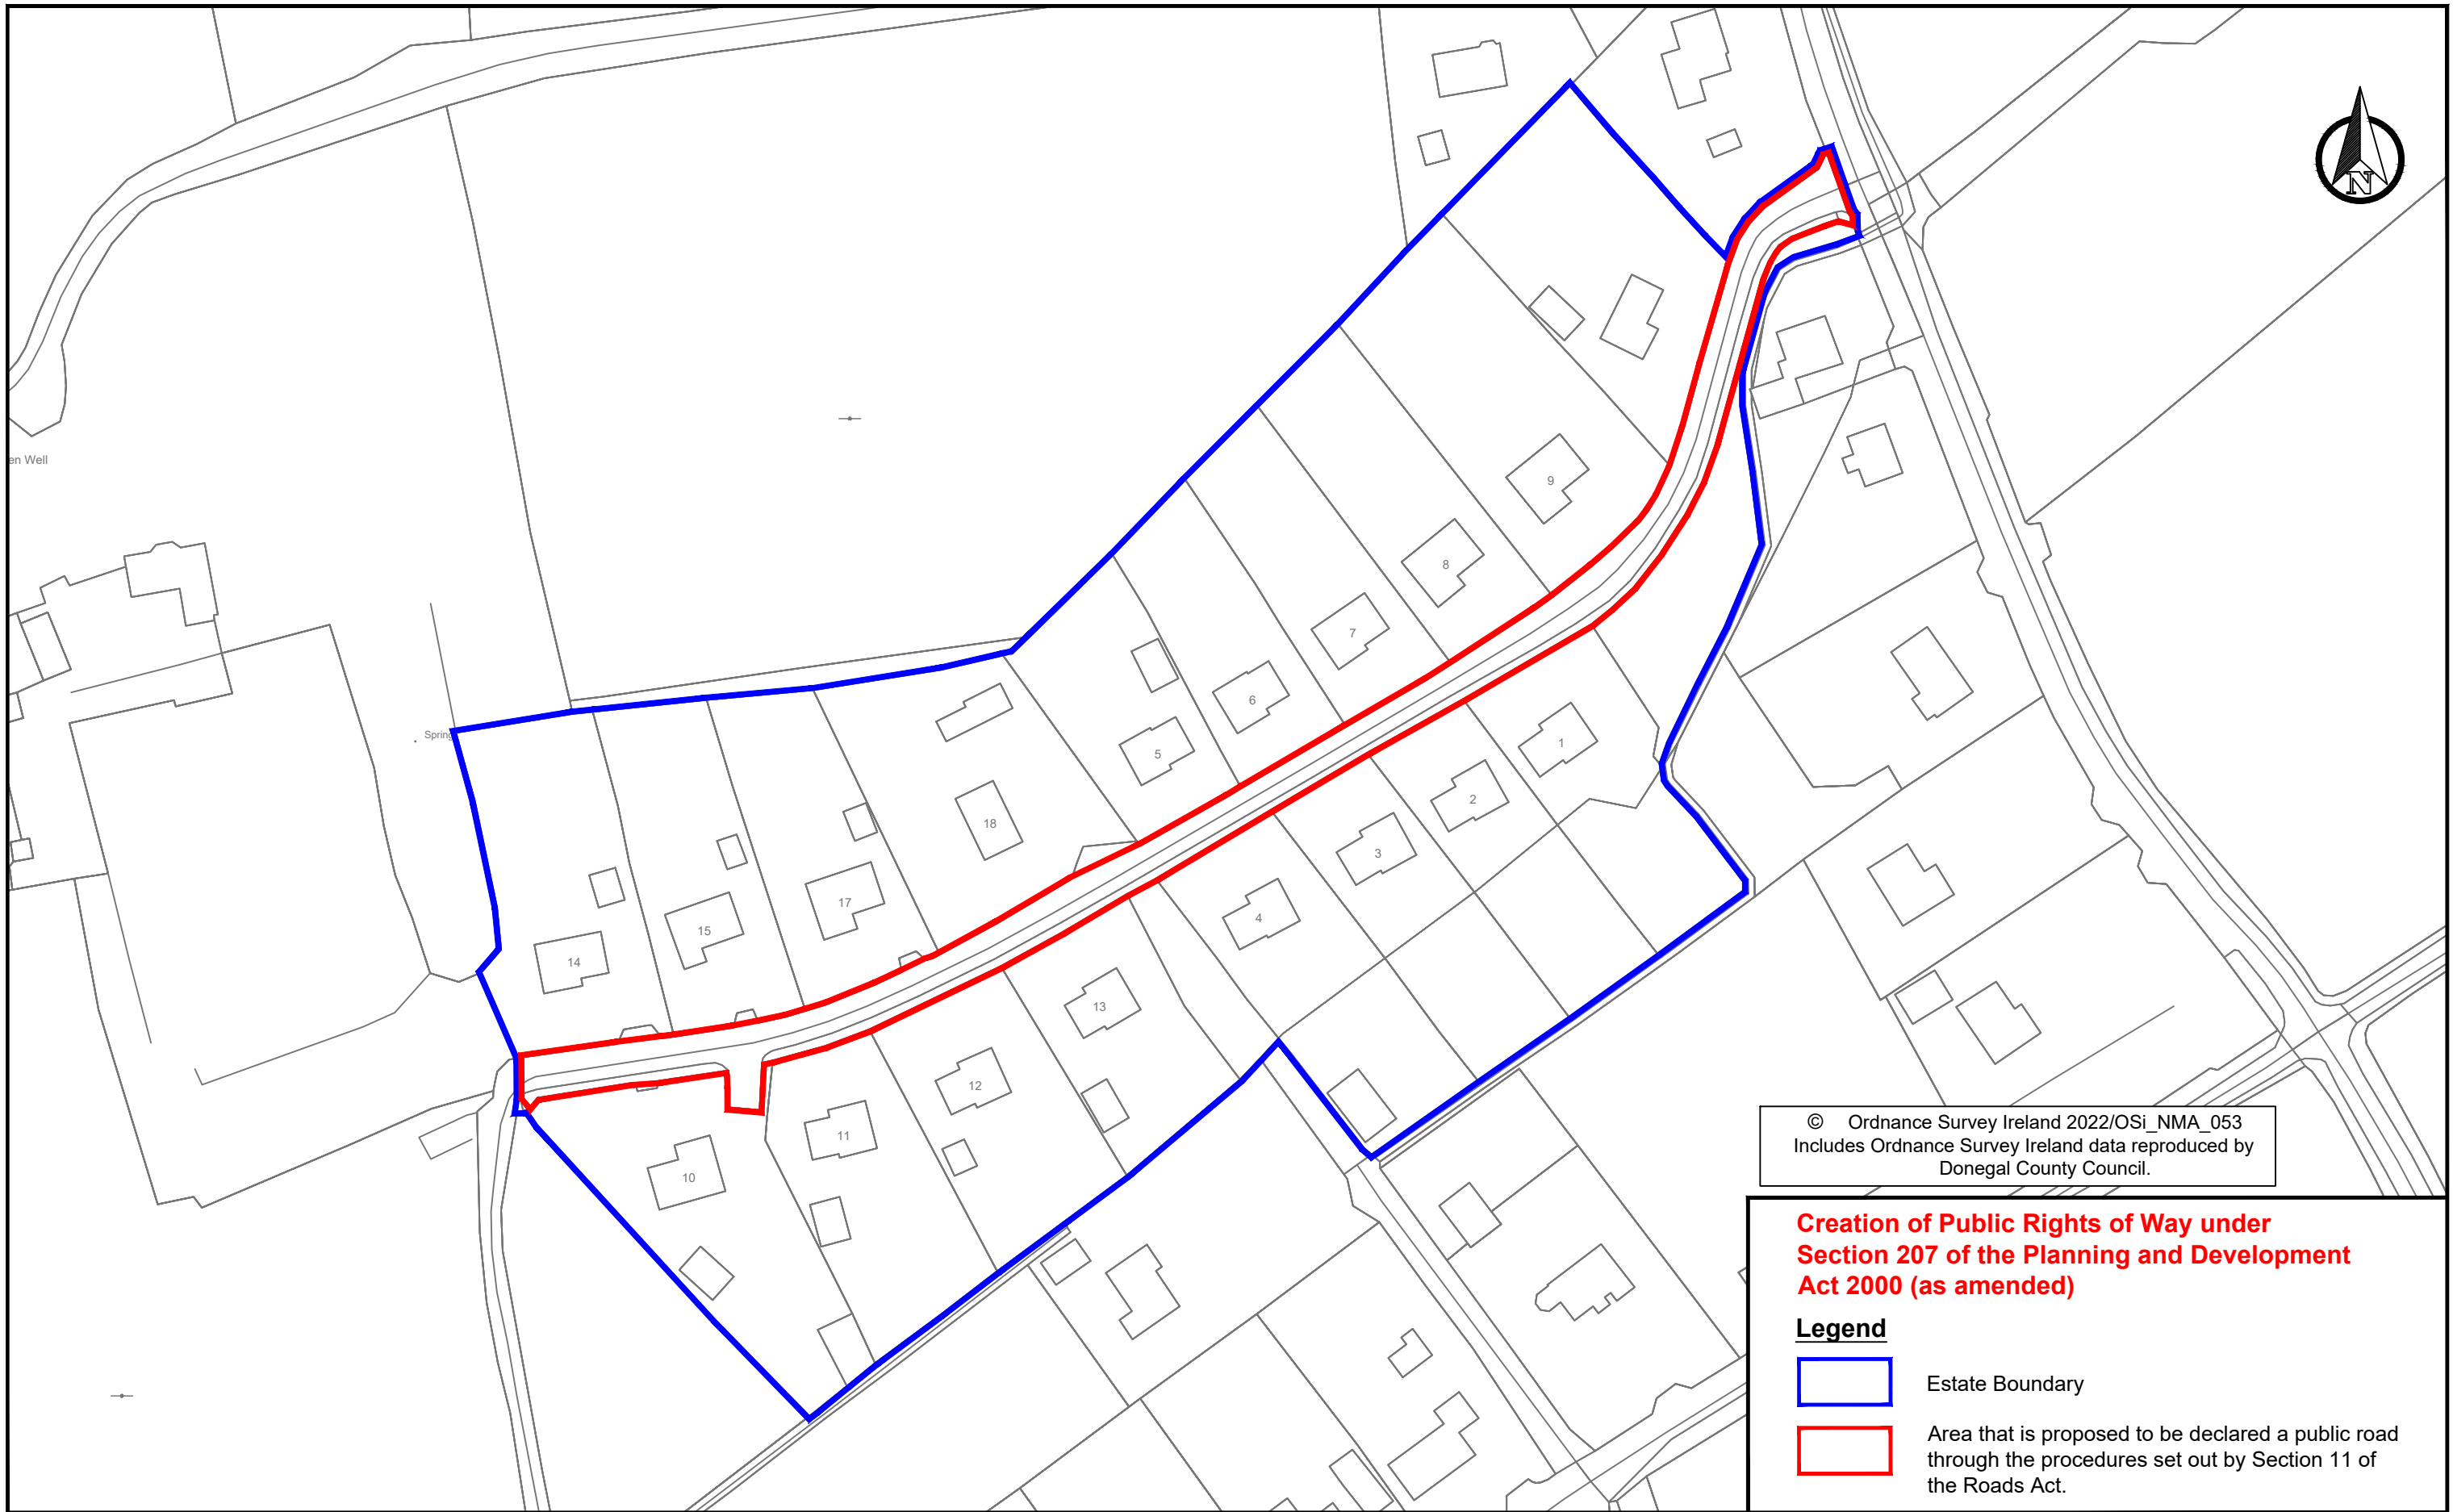 N
en Well
9
8
7
6
5
1
2
3
4
Spring
18
17
15
14
13
12
11
10
© Ordnance Survey Ireland 2022/OSi_NMA_053
Includes Ordnance Survey Ireland data reproduced by
Donegal County Council.
Creation of Public Rights of Way under
Section 207 of the Planning and Development
Act 2000 (as amended)
Legend
Estate Boundary
Area that is proposed to be declared a public road
through the procedures set out by Section 11 of
the Roads Act.